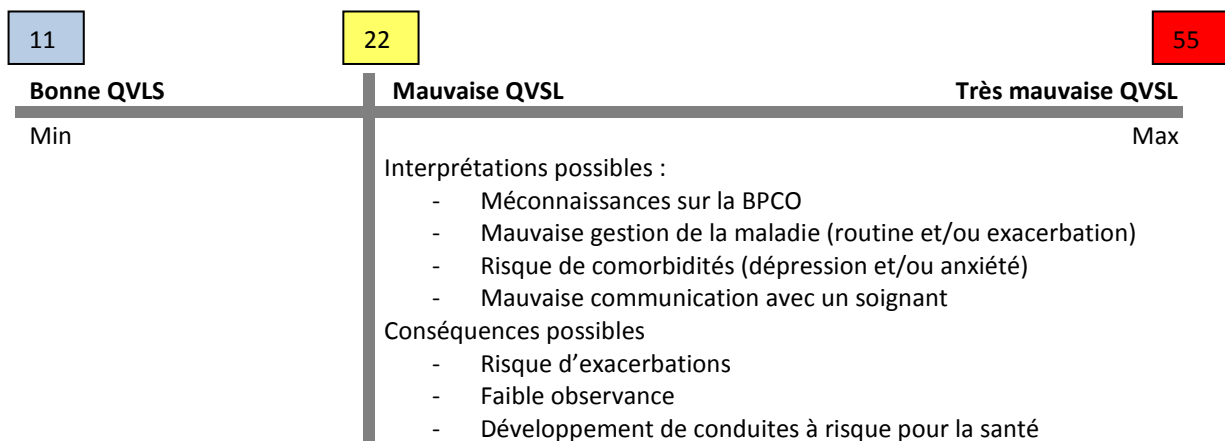 11 22 55
Bonne QVLS Mauvaise QVSL Très mauvaise QVSL
Min Max
Interprétations possibles :
- Méconnaissances sur la BPCO
- Mauvaise gestion de la maladie (routine et/ou exacerbation)
- Risque de comorbidités (dépression et/ou anxiété)
- Mauvaise communication avec un soignant
Conséquences possibles
- Risque d’exacerbations
- Faible observance
- Développement de conduites à risque pour la santé